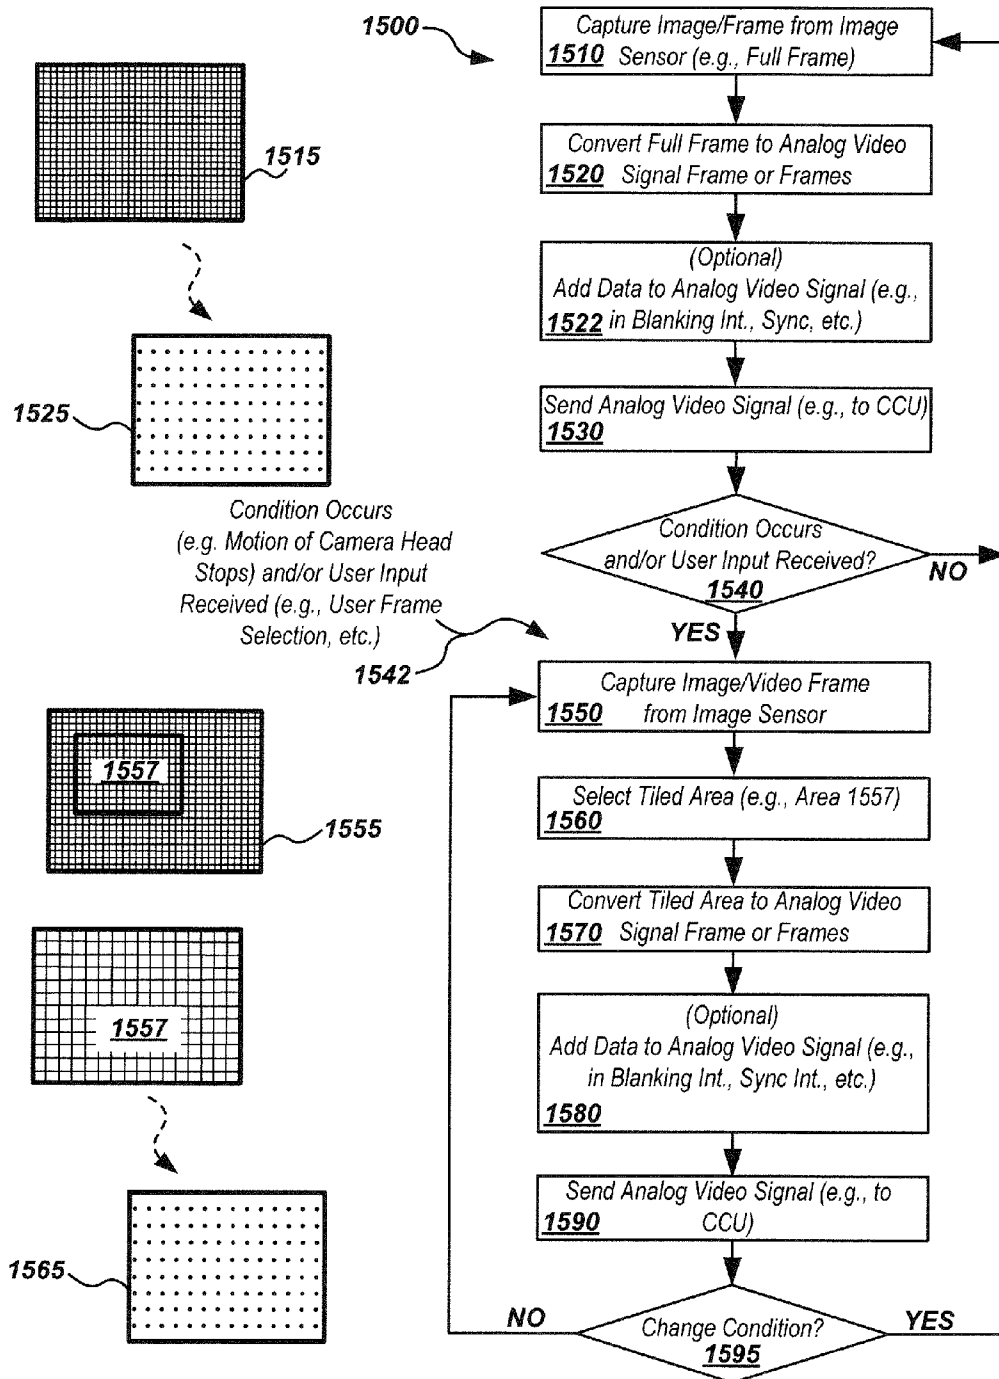 1500
Capture Image/Frame from Image
1510 Sensor (e.g., Full Frame)
1515
Convert Full Frame to Analog Video
1520 Signal Frame or Frames
(Optional)
Add Data to Analog Video Signal (e.g.,
1522 in Blanking Int., Sync, etc.)
1525
Send Analog Video Signal (e.g., to CCU)
1530
Condition Occurs
(e.g. Motion of Camera Head
Stops) and/or User Input
Received (e.g., User Frame
Selection, etc.)
1542
Condition Occurs
and/or User Input Received?
1540
NO
YES
Capture Image/Video Frame
1550 from Image Sensor
1557
1555
Select Tiled Area (e.g., Area 1557)
1560
Convert Tiled Area to Analog Video
1570 Signal Frame or Frames
1557
(Optional)
Add Data to Analog Video Signal (e.g.,
in Blanking Int., Sync Int., etc.)
1580
Send Analog Video Signal (e.g., to
1590 CCU)
1565
NO
Change Condition?
1595
YES